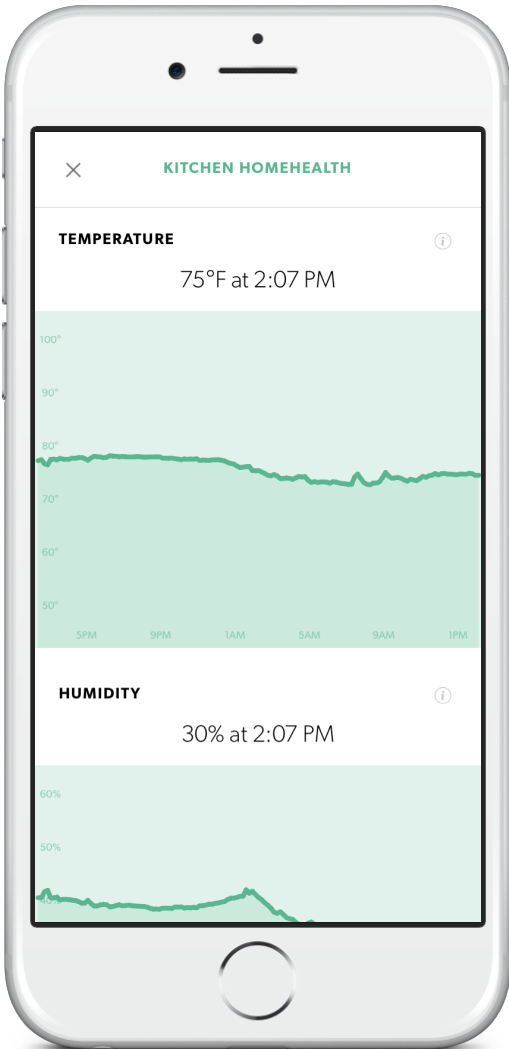 KITCHEN HOMEHEALTH
TEMPERATURE
75°F at 2:07 PM
100°
90°
80°
70°
60°
50°
5PM 9PM 1AM 5AM 9AM 1PM
HUMIDITY
30% at 2:07 PM
60%
50%
40%